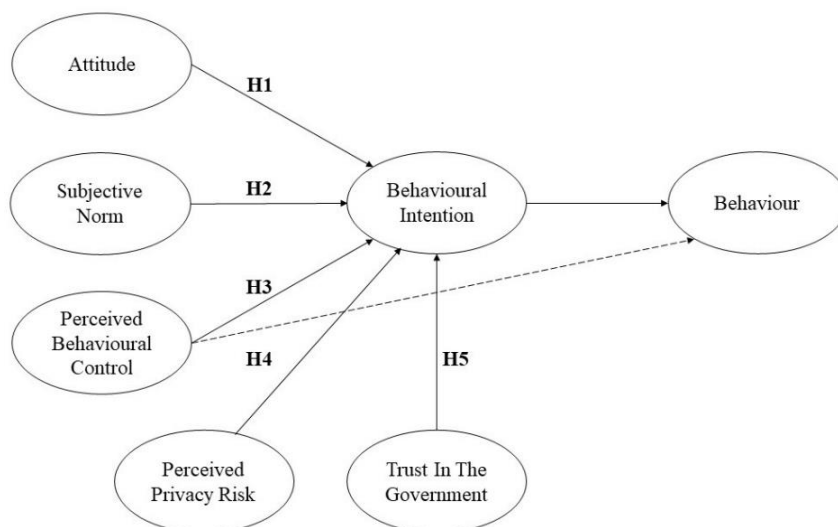 Attitude
H1
Subjective
Norm
H2
Behavioural
Intention
Behaviour
H3
Perceived
Behavioural
Control
H4
H5
Perceived
Privacy Risk
Trust In The
Government